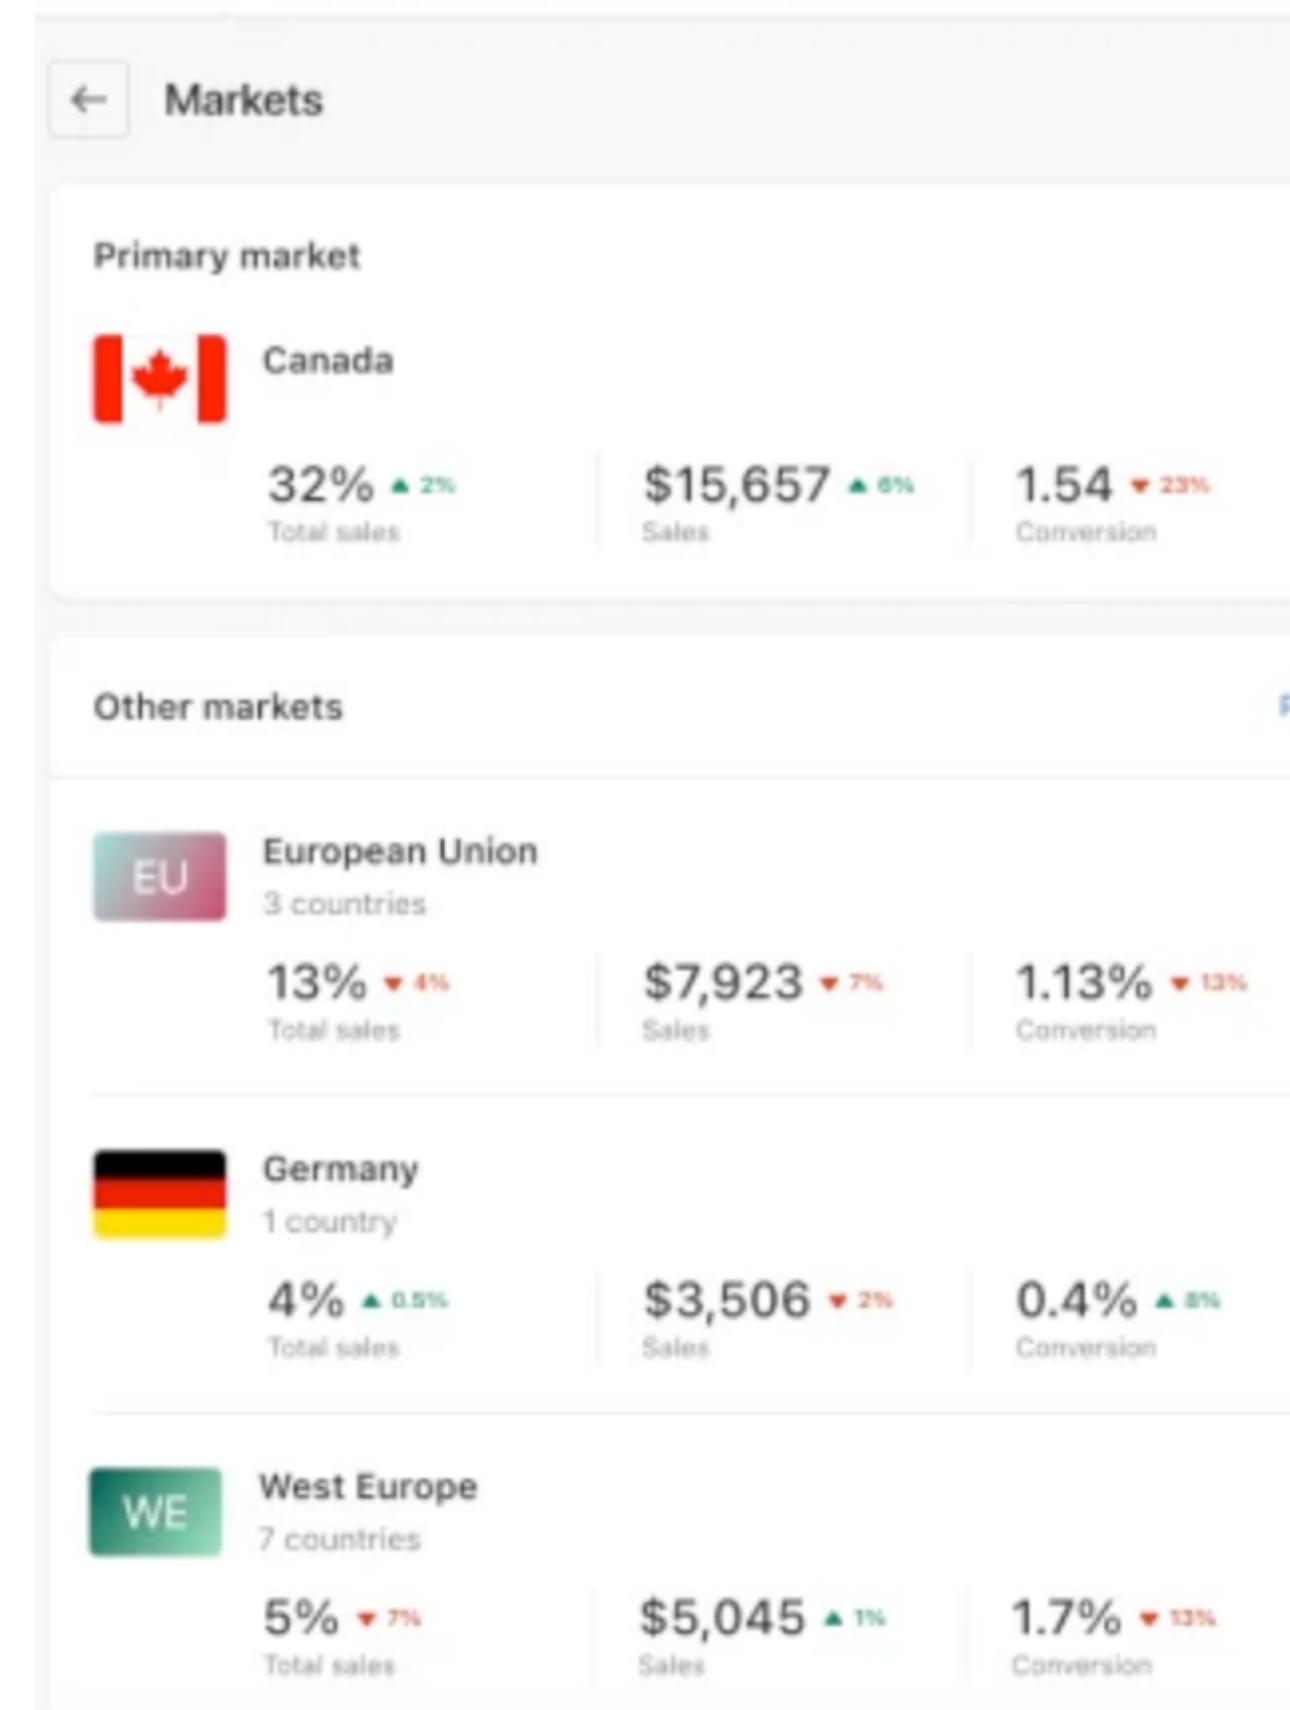 Markets
Primary market
Canada
32% ▲ 2%
Total sales
$15,657 ▲ 6%
Sales
1.54 ▼ 23%
Conversion
Other markets
EU
European Union
3 countries
13% ▼ 4%
Total sales
$7,923 ▼ 7%
Sales
1.13% ▼ 13%
Conversion
Germany
1 country
4% ▲ 0.5%
Total sales
$3,506 ▼ 2%
Sales
0.4% ▲ 8%
Conversion
WE
West Europe
7 countries
5% ▼ 7%
Total sales
$5,045 ▲ 1%
Sales
1.7% ▼ 13%
Conversion